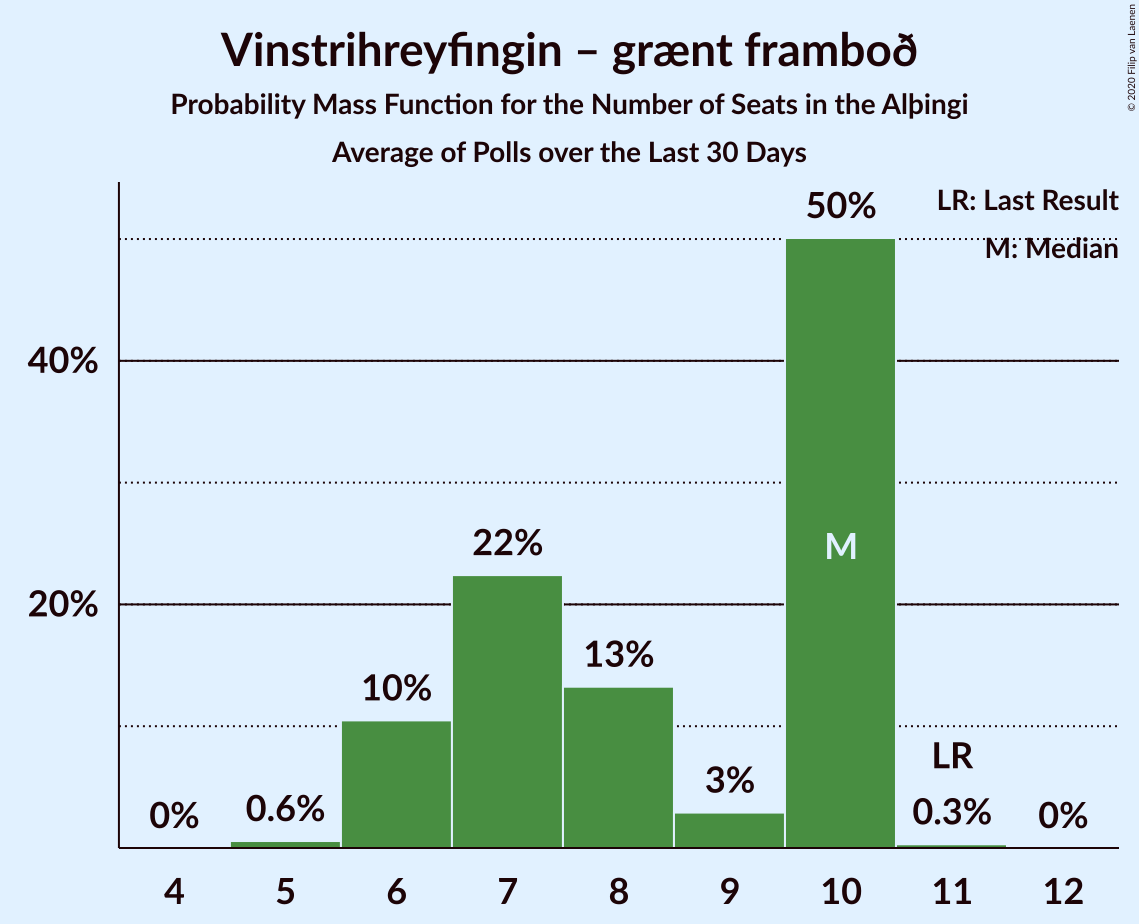 Vinstrihreyfingin – grænt framboð
Probability Mass Function for the Number of Seats in the Alþingi
Average of Polls over the Last 30 Days
© 2020 Filip van Laenen
LR: Last Result
M: Median
40%
20%
0%
0.6%
10%
22%
13%
3%
50%
M
LR
0.3%
0%
4 5 6 7 8 9 10 11 12